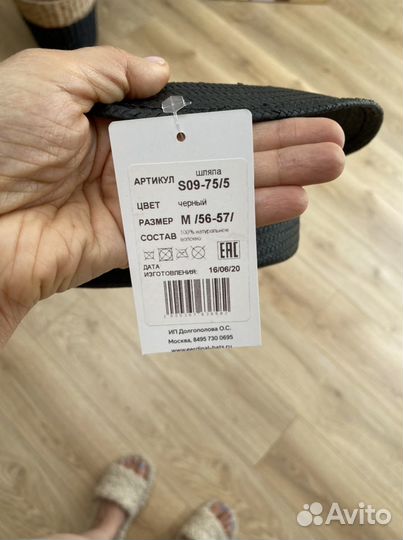 шляпа
АРТИКУЛ S09-75/5
ЦВЕТ черный
РАЗМЕР M /56-57/
СОСТАВ 100% натуральное
волокно
EAC
ДАТА
ИЗГОТОВЛЕНИЯ: 16/06/20
ИП Долгополова О.С.
Москва, 8495 730 0695
Avito